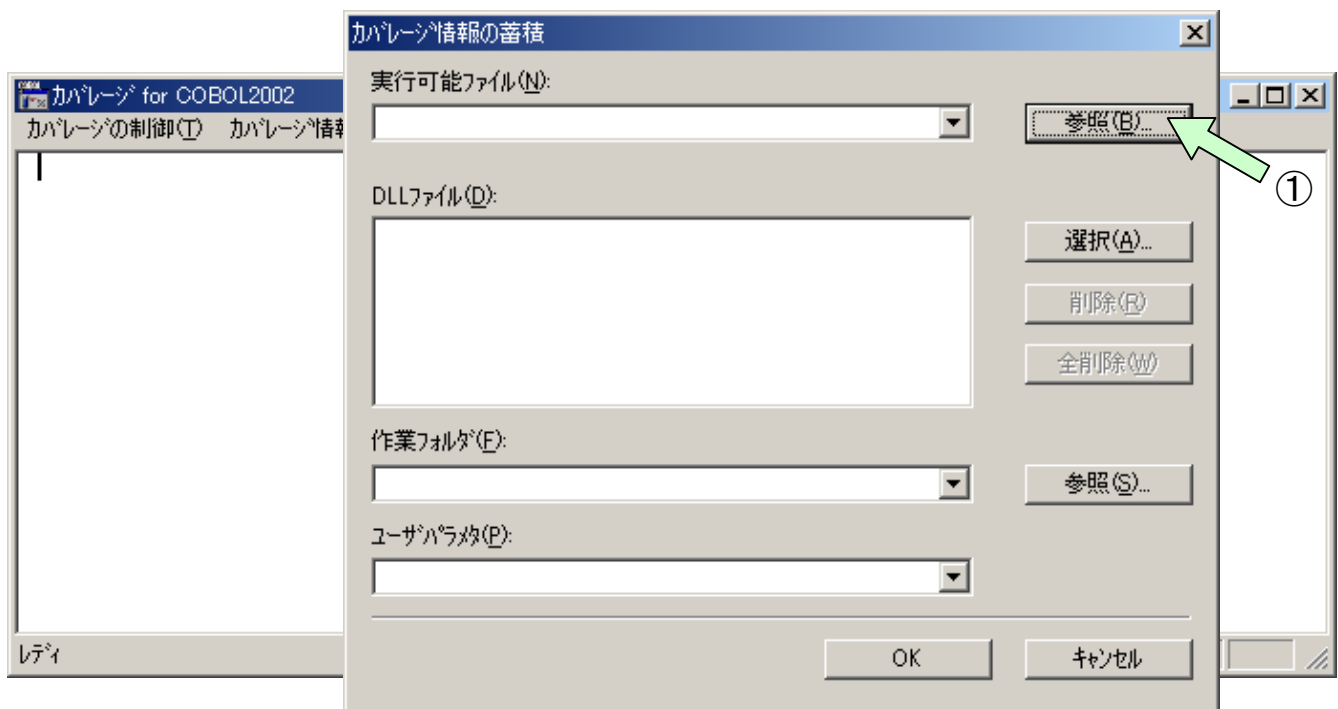 カバレージ情報の蓄積
実行可能ファイル(N):
参照(B)...
①
DLLファイル(D):
選択(A)...
削除(R)
全削除(W)
作業フォルダ(F):
参照(S)...
ユーザパラメタ(P):
OK
キャンセル
カバレージ for COBOL2002
カバレージの制御(T) カバレージ情報
レディ